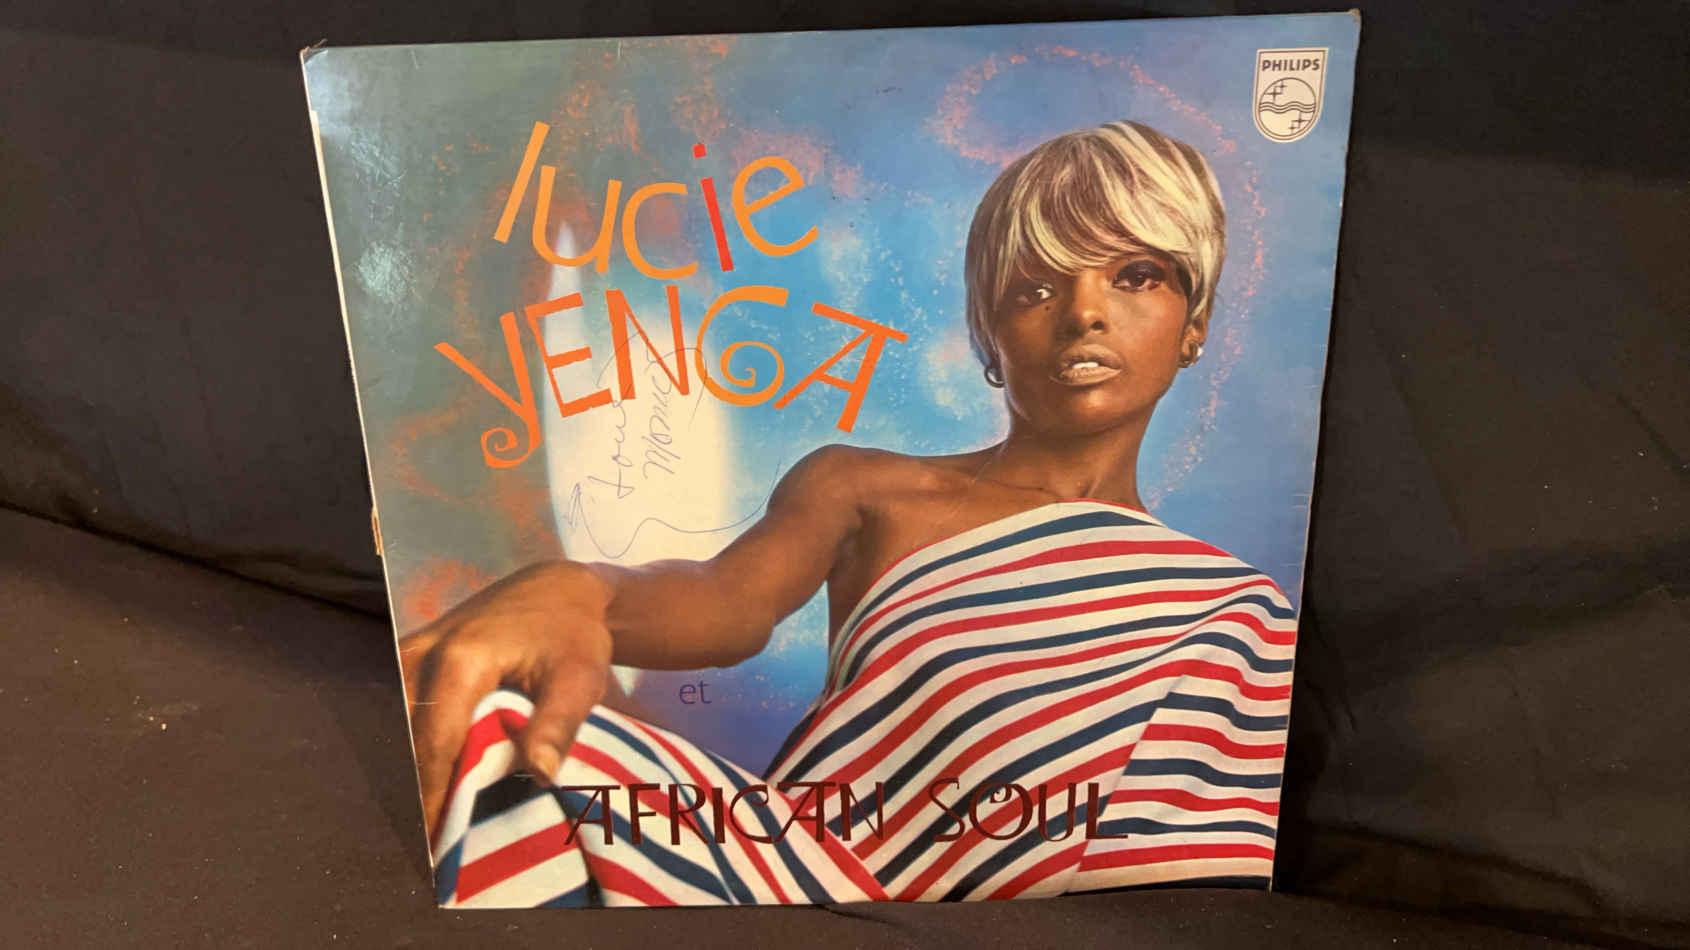 PHILIPS
lucie
YENGA
et
AFRICAN SOUL